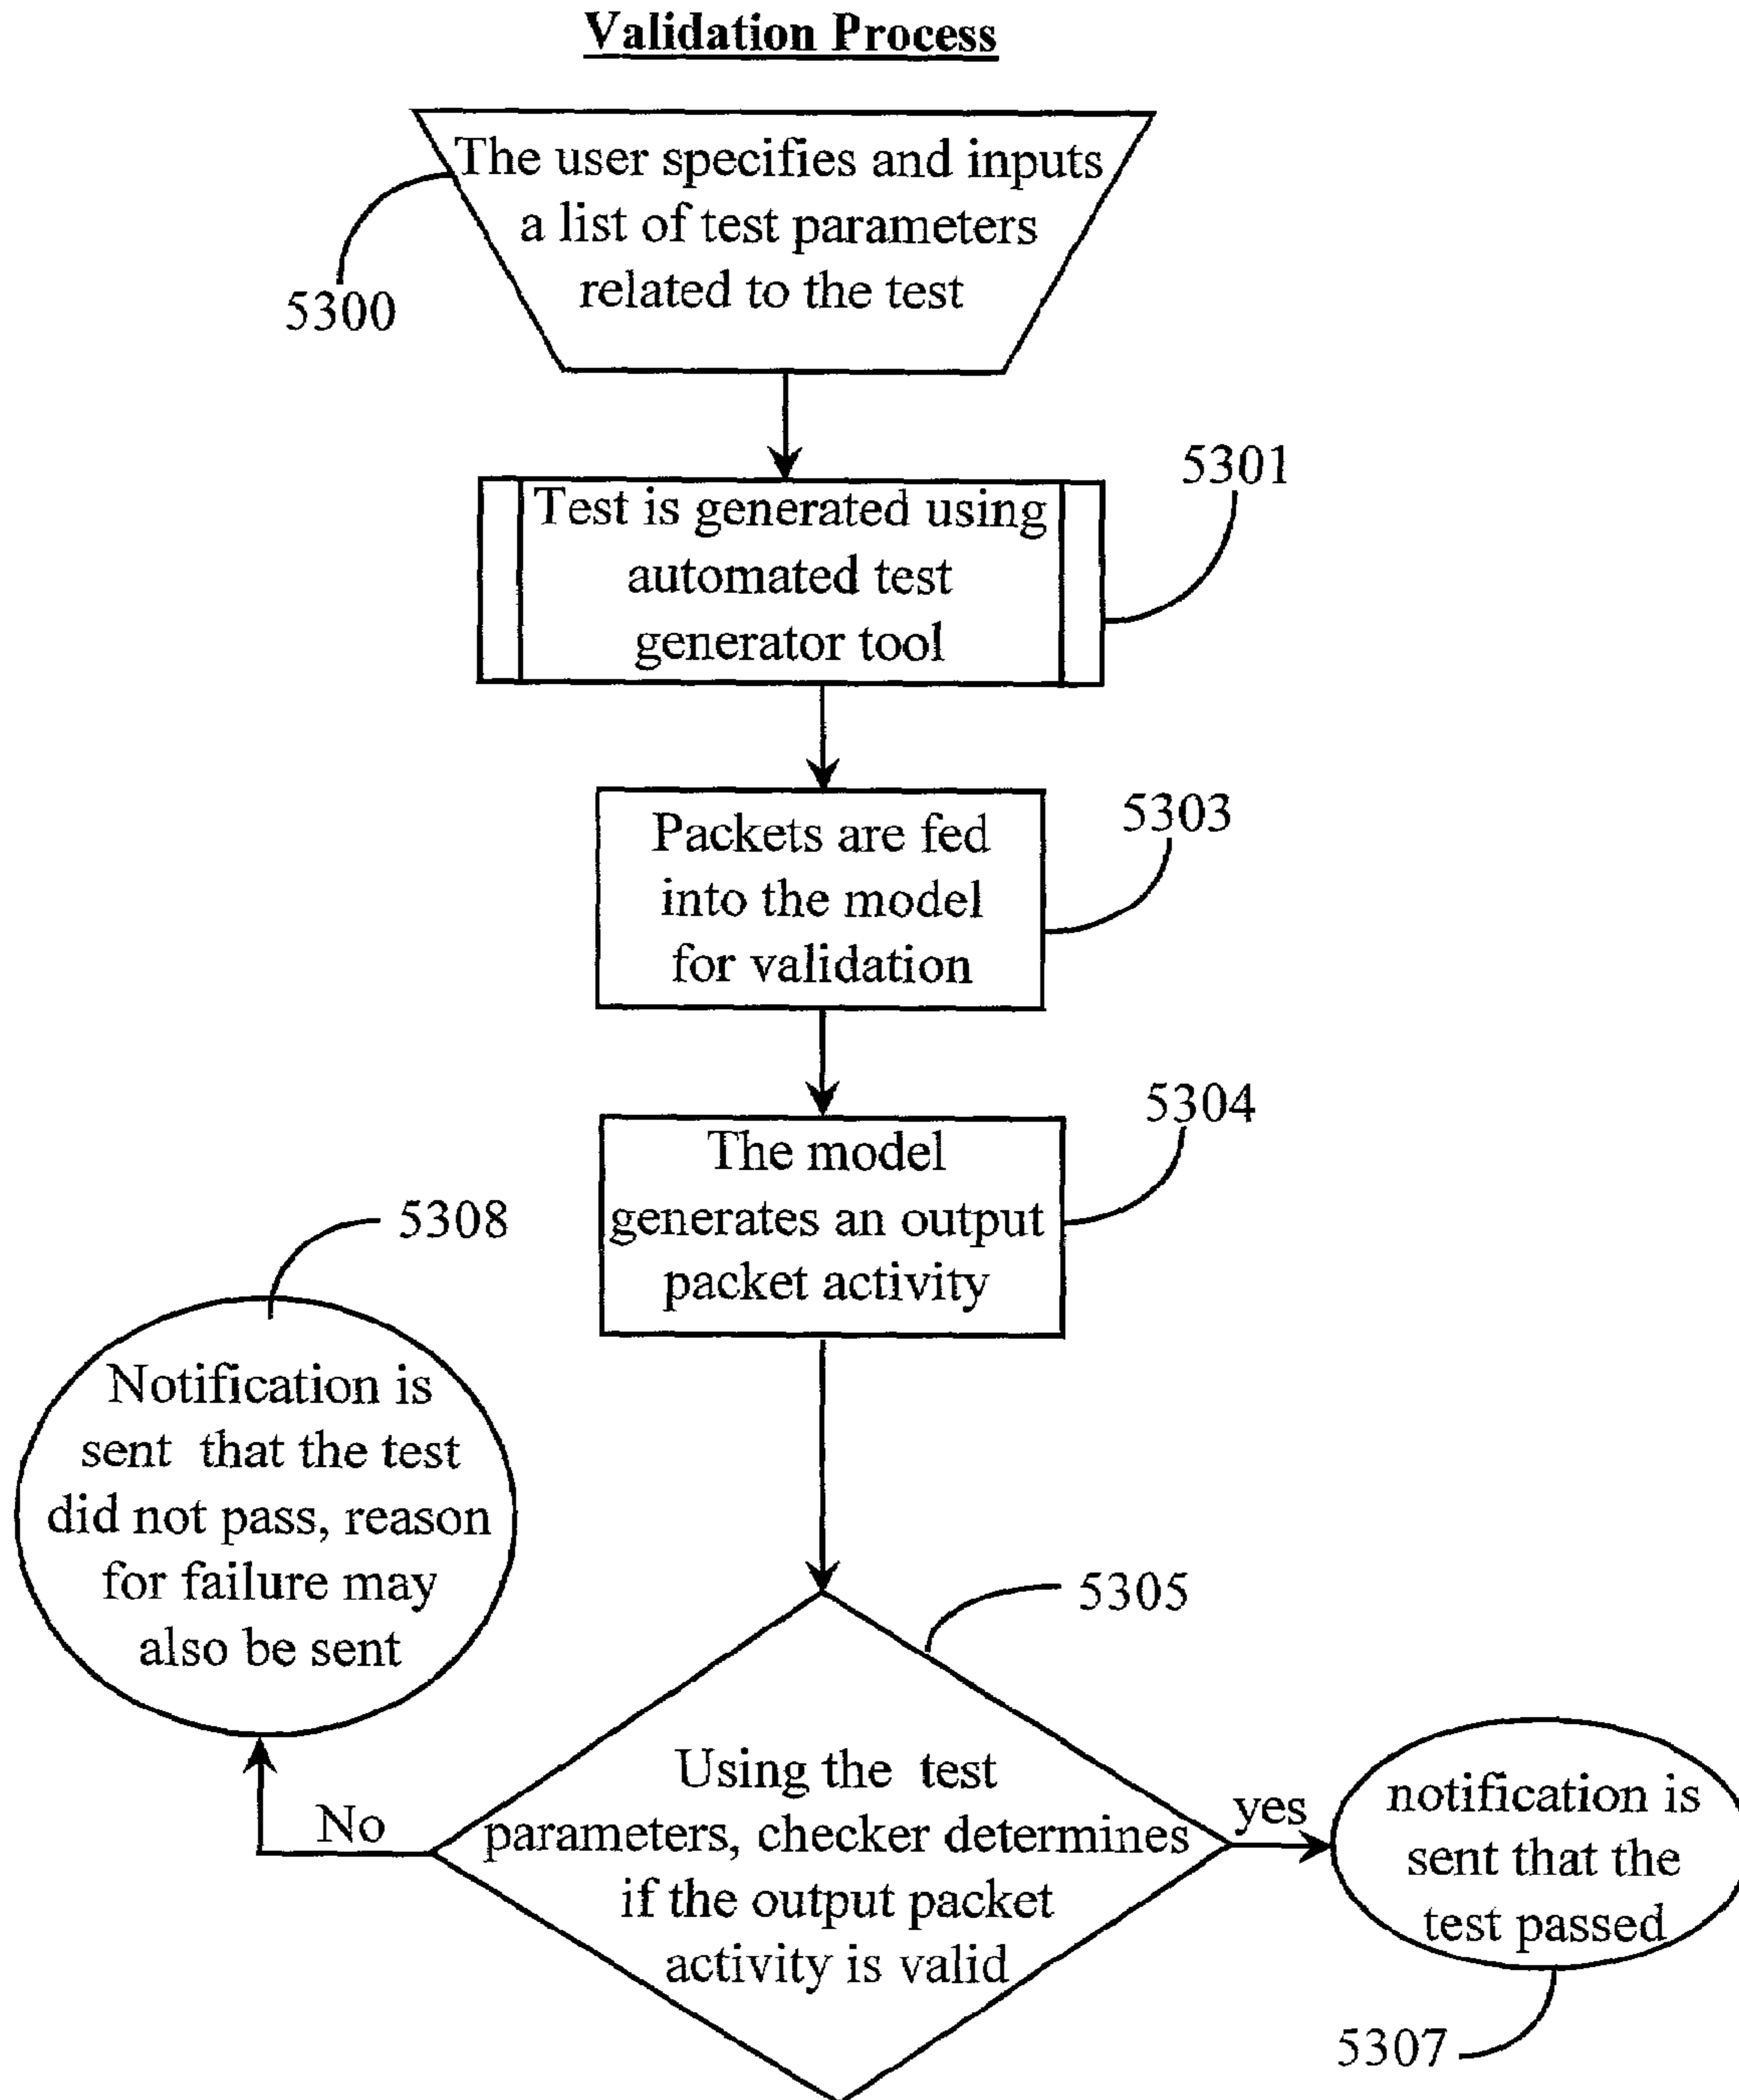 Validation Process
The user specifies and inputs
a list of test parameters
related to the test
5300
5301
Test is generated using
automated test
generator tool
5303
Packets are fed
into the model
for validation
5304
The model
generates an output
packet activity
5308
Notification is
sent that the test
did not pass, reason
for failure may
also be sent
5305
Using the test
parameters, checker determines
if the output packet
activity is valid
No
yes
notification is
sent that the
test passed
5307